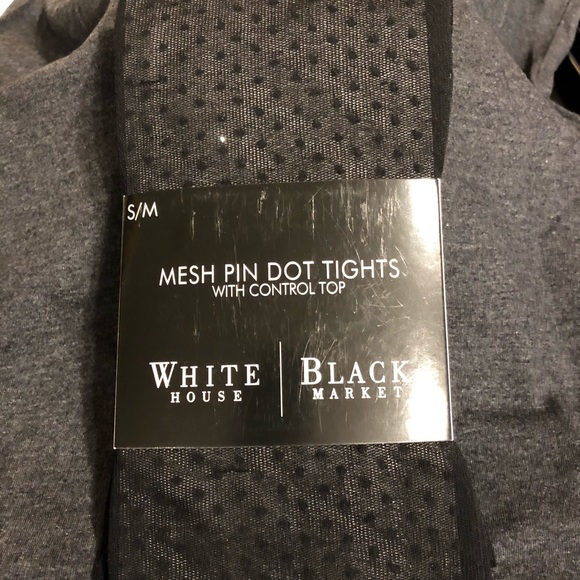 S/M
MESH PIN DOT TIGHTS
WITH CONTROL TOP
WHITE HOUSE | BLACK MARKET